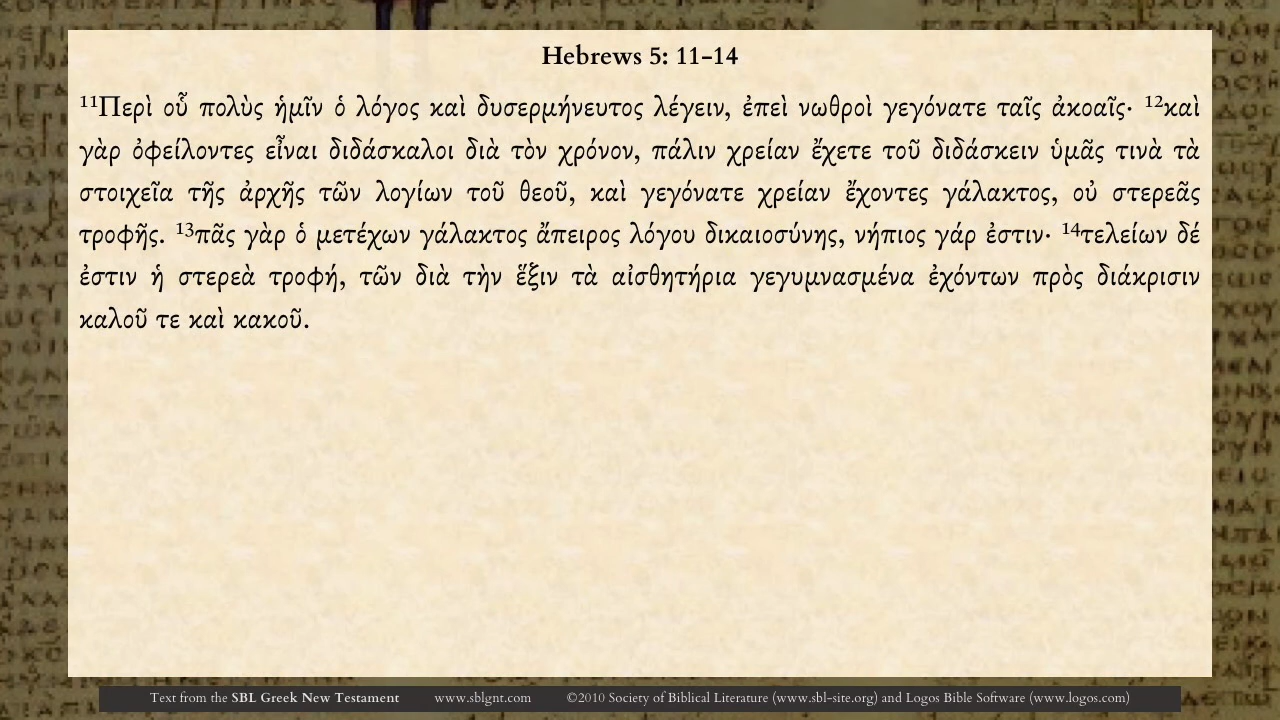 Hebrews 5: 11-14
¹¹Περὶ οὗ πολὺς ἡμῖν ὁ λόγος καὶ δυσερμήνευτος λέγειν, ἐπεὶ νωθροὶ γεγόνατε ταῖς ἀκοαῖς· ¹²καὶ
γὰρ ὀφείλοντες εἶναι διδάσκαλοι διὰ τὸν χρόνον, πάλιν χρείαν ἔχετε τοῦ διδάσκειν ὑμᾶς τινὰ τὰ
στοιχεῖα τῆς ἀρχῆς τῶν λογίων τοῦ θεοῦ, καὶ γεγόνατε χρείαν ἔχοντες γάλακτος, οὐ στερεᾶς
τροφῆς. ¹³πᾶς γὰρ ὁ μετέχων γάλακτος ἄπειρος λόγου δικαιοσύνης, νήπιος γάρ ἐστιν· ¹⁴τελείων δέ
ἐστιν ἡ στερεὰ τροφή, τῶν διὰ τὴν ἕξιν τὰ αἰσθητήρια γεγυμνασμένα ἐχόντων πρὸς διάκρισιν
καλοῦ τε καὶ κακοῦ.
Text from the SBL Greek New Testament www.sblgnt.com ©2010 Society of Biblical Literature (www.sbl-site.org) and Logos Bible Software (www.logos.com)